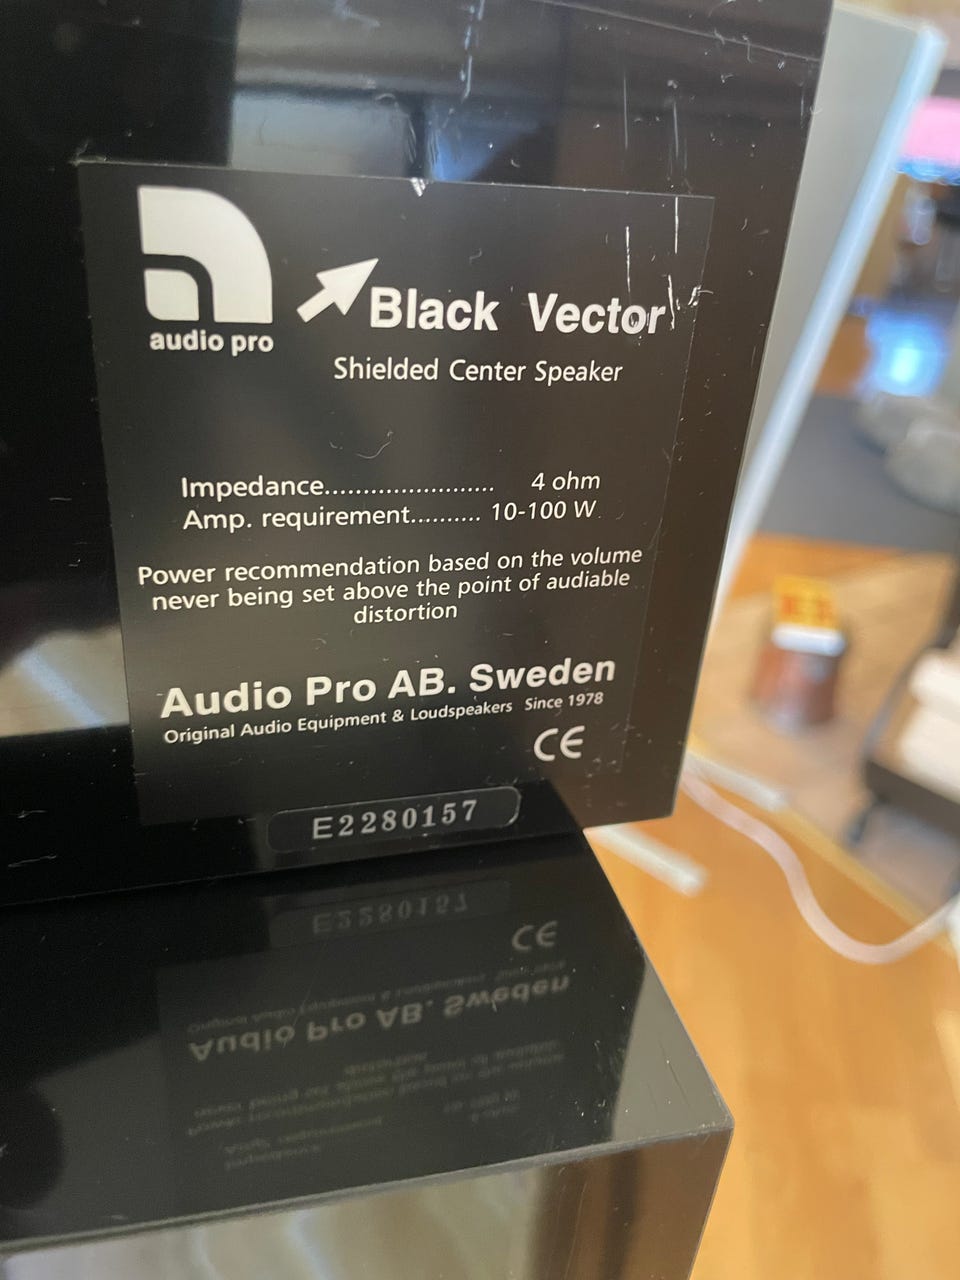 audio pro
Black Vector
Shielded Center Speaker
Impedance...................... 4 ohm
Amp. requirement.......... 10-100 W
Power recommendation based on the volume
never being set above the point of audiable
distortion
Audio Pro AB. Sweden
Original Audio Equipment & Loudspeakers Since 1978
CE
E2280157